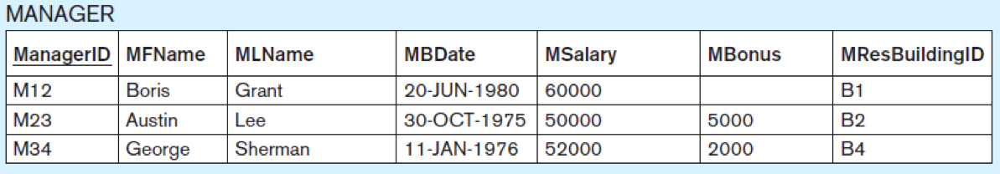 MANAGER
ManagerID MFName MLName MBDate MSalary MBonus MResBuildingID
M12 Boris Grant 20-JUN-1980 60000 B1
M23 Austin Lee 30-OCT-1975 50000 5000 B2
M34 George Sherman 11-JAN-1976 52000 2000 B4